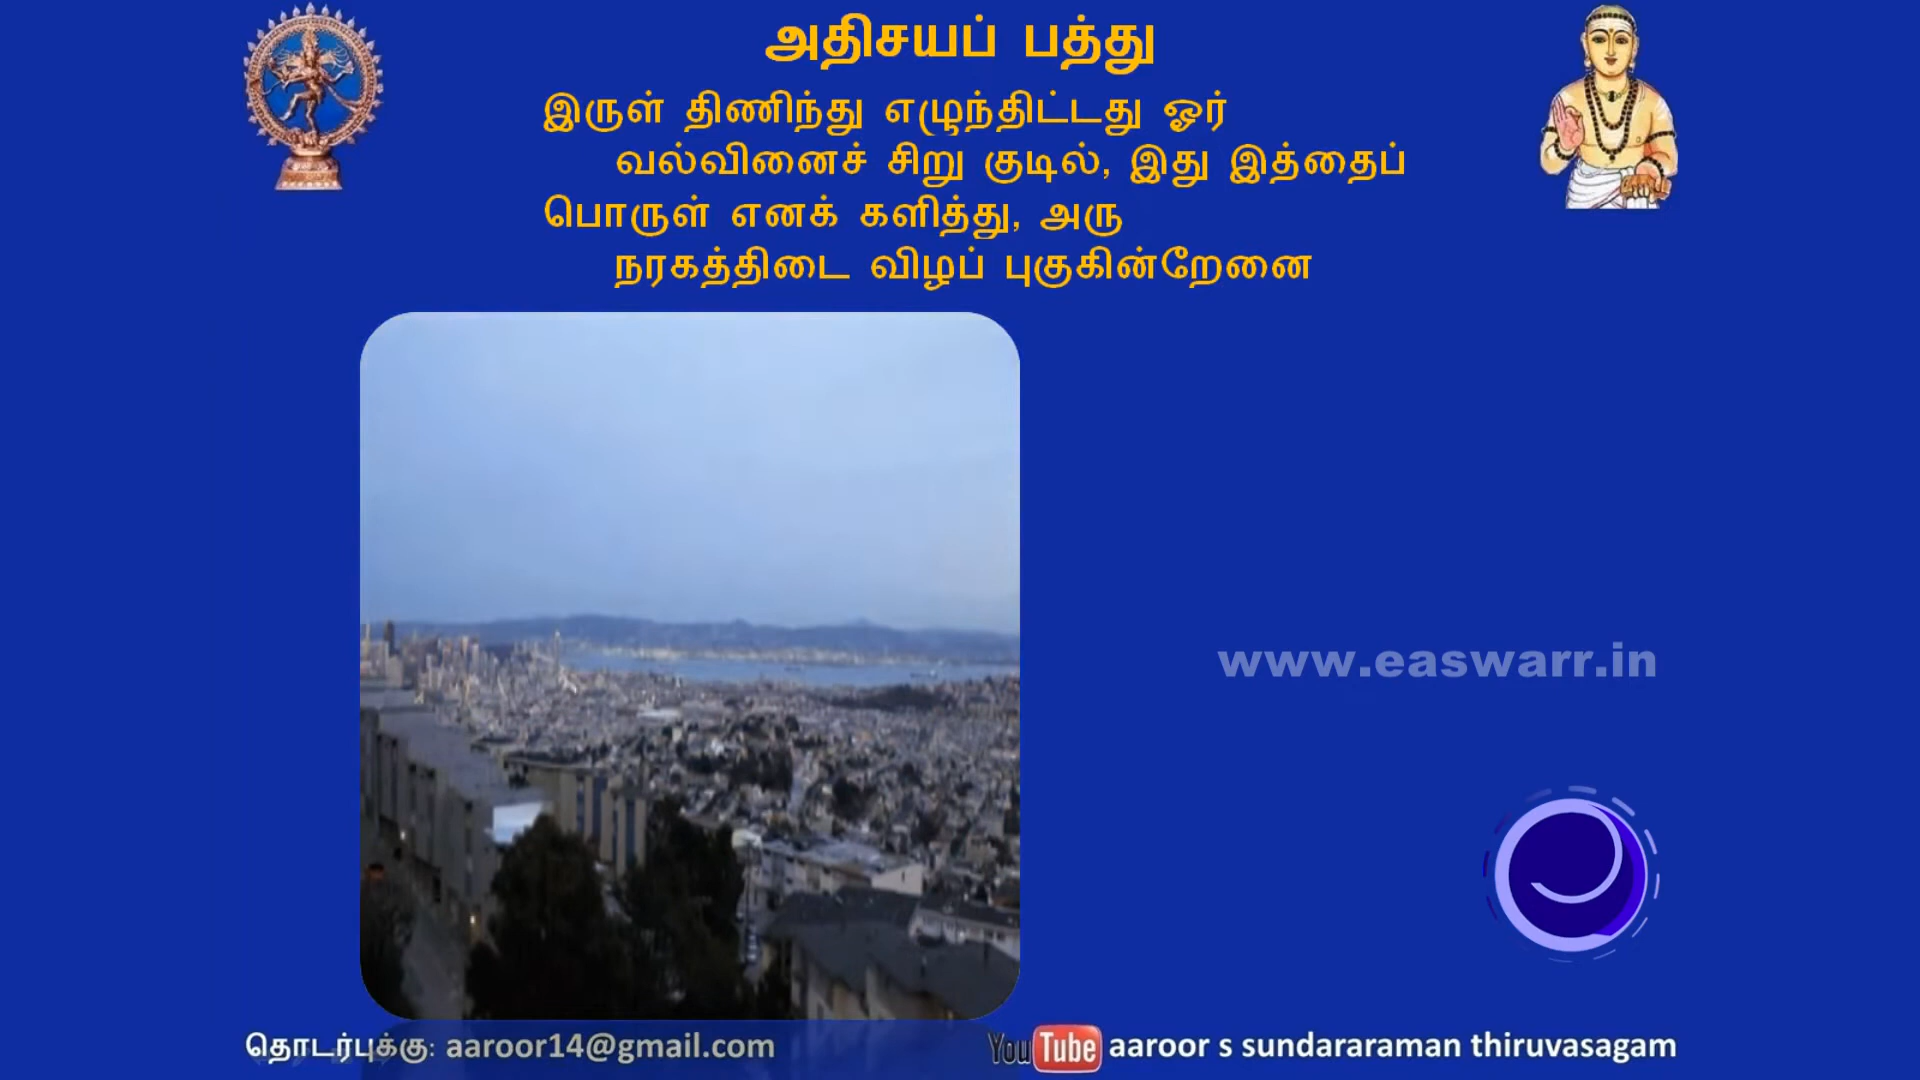 அதிசயப் பத்து
இருள் திணிந்து எழுந்திட்டது ஓர்
வல்வினைச் சிறு குடில், இது இத்தைப்
பொருள் எனக் களித்து, அரு
நரகத்திடை விழப் புகுகின்றேனை
www.easwarr.in
தொடர்புக்கு: aaroor14@gmail.com
YouTube aaroor s sundararaman thiruvasagam